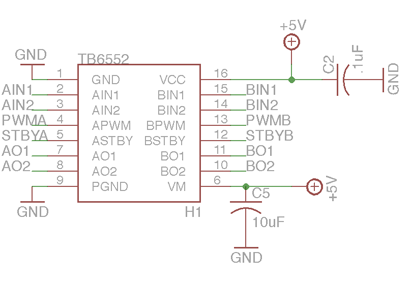 +5V
GND
TB6552
C2
.1uF
GND
1 GND VCC 16
AIN1 2 AIN1 BIN1 15 BIN1
AIN2 3 AIN2 BIN2 14 BIN2
PWMA 4 APWM BPWM 13 PWMB
STBYA 5 ASTBY BSTBY 12 STBYB
AO1 7 AO1 BO1 11 BO1
AO2 8 AO2 BO2 10 BO2
9 PGND VM 6
+5V
C5
GND
H1
10uF
GND